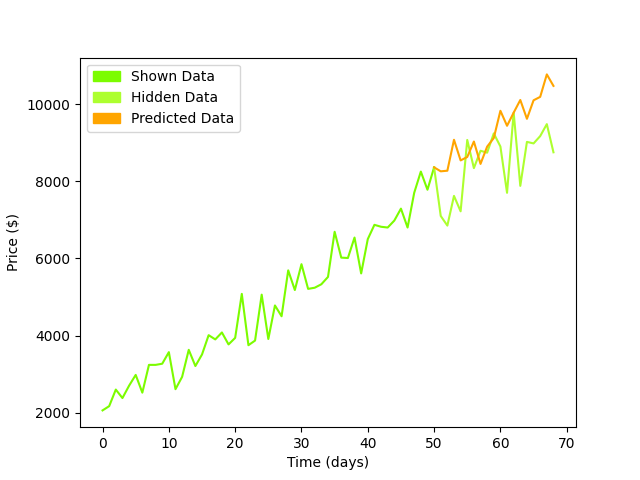 Shown Data
Hidden Data
Predicted Data
10000
8000
6000
4000
2000
Price ($)
0 10 20 30 40 50 60 70
Time (days)